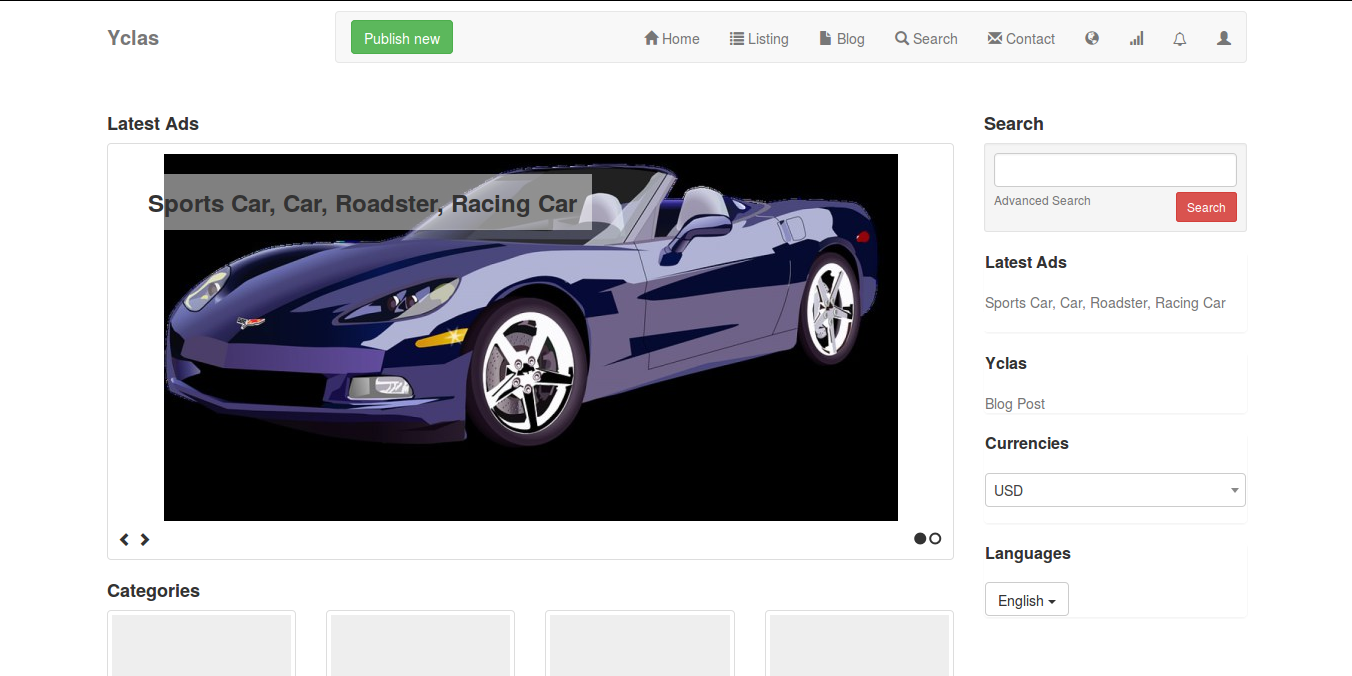 Yclas
Publish new
Home
Listing
Blog
Search
Contact
Latest Ads
Sports Car, Car, Roadster, Racing Car
Categories
Search
Advanced Search
Search
Latest Ads
Sports Car, Car, Roadster, Racing Car
Yclas
Blog Post
Currencies
USD
Languages
English